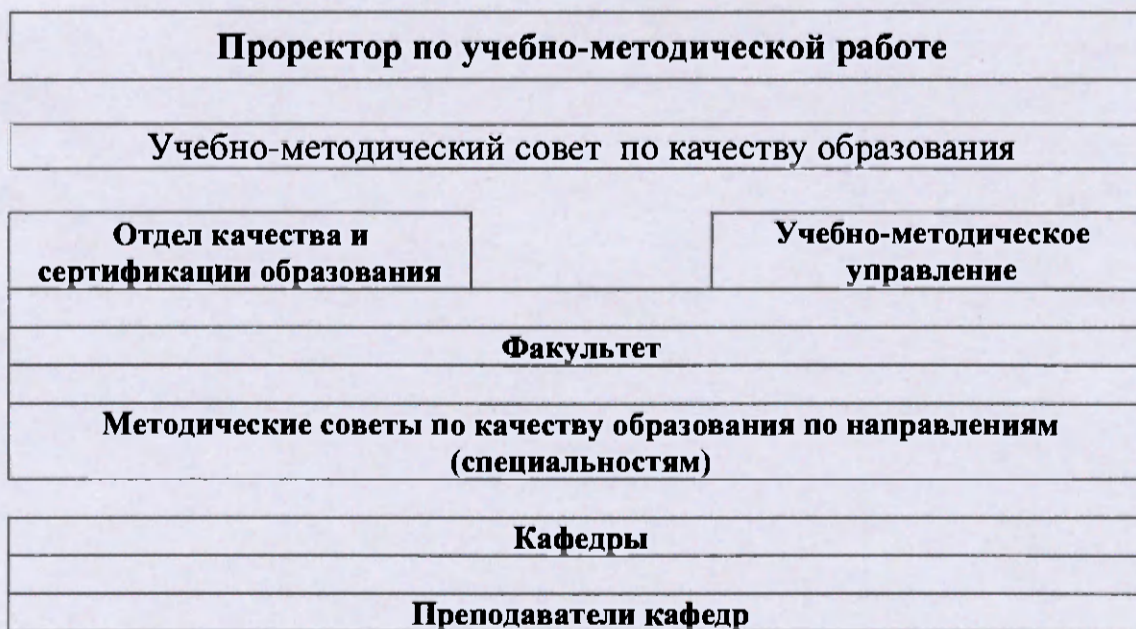 Проректор по учебно-методической работе
Учебно-методический совет по качеству образования
Отдел качества и
сертификации образования
Учебно-методическое
управление
Факультет
Методические советы по качеству образования по направлениям
(специальностям)
Кафедры
Преподаватели кафедр